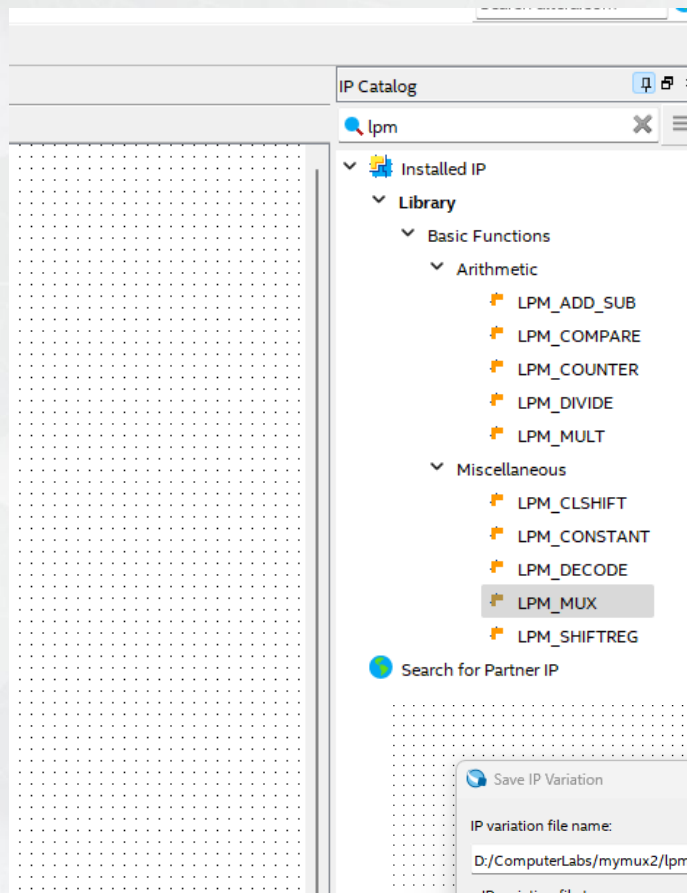 IP Catalog
lpm
Installed IP
Library
Basic Functions
Arithmetic
LPM_ADD_SUB
LPM_COMPARE
LPM_COUNTER
LPM_DIVIDE
LPM_MULT
Miscellaneous
LPM_CLSHIFT
LPM_CONSTANT
LPM_DECODE
LPM_MUX
LPM_SHIFTREG
Search for Partner IP
Save IP Variation
IP variation file name:
D:/ComputerLabs/mymux2/lpm